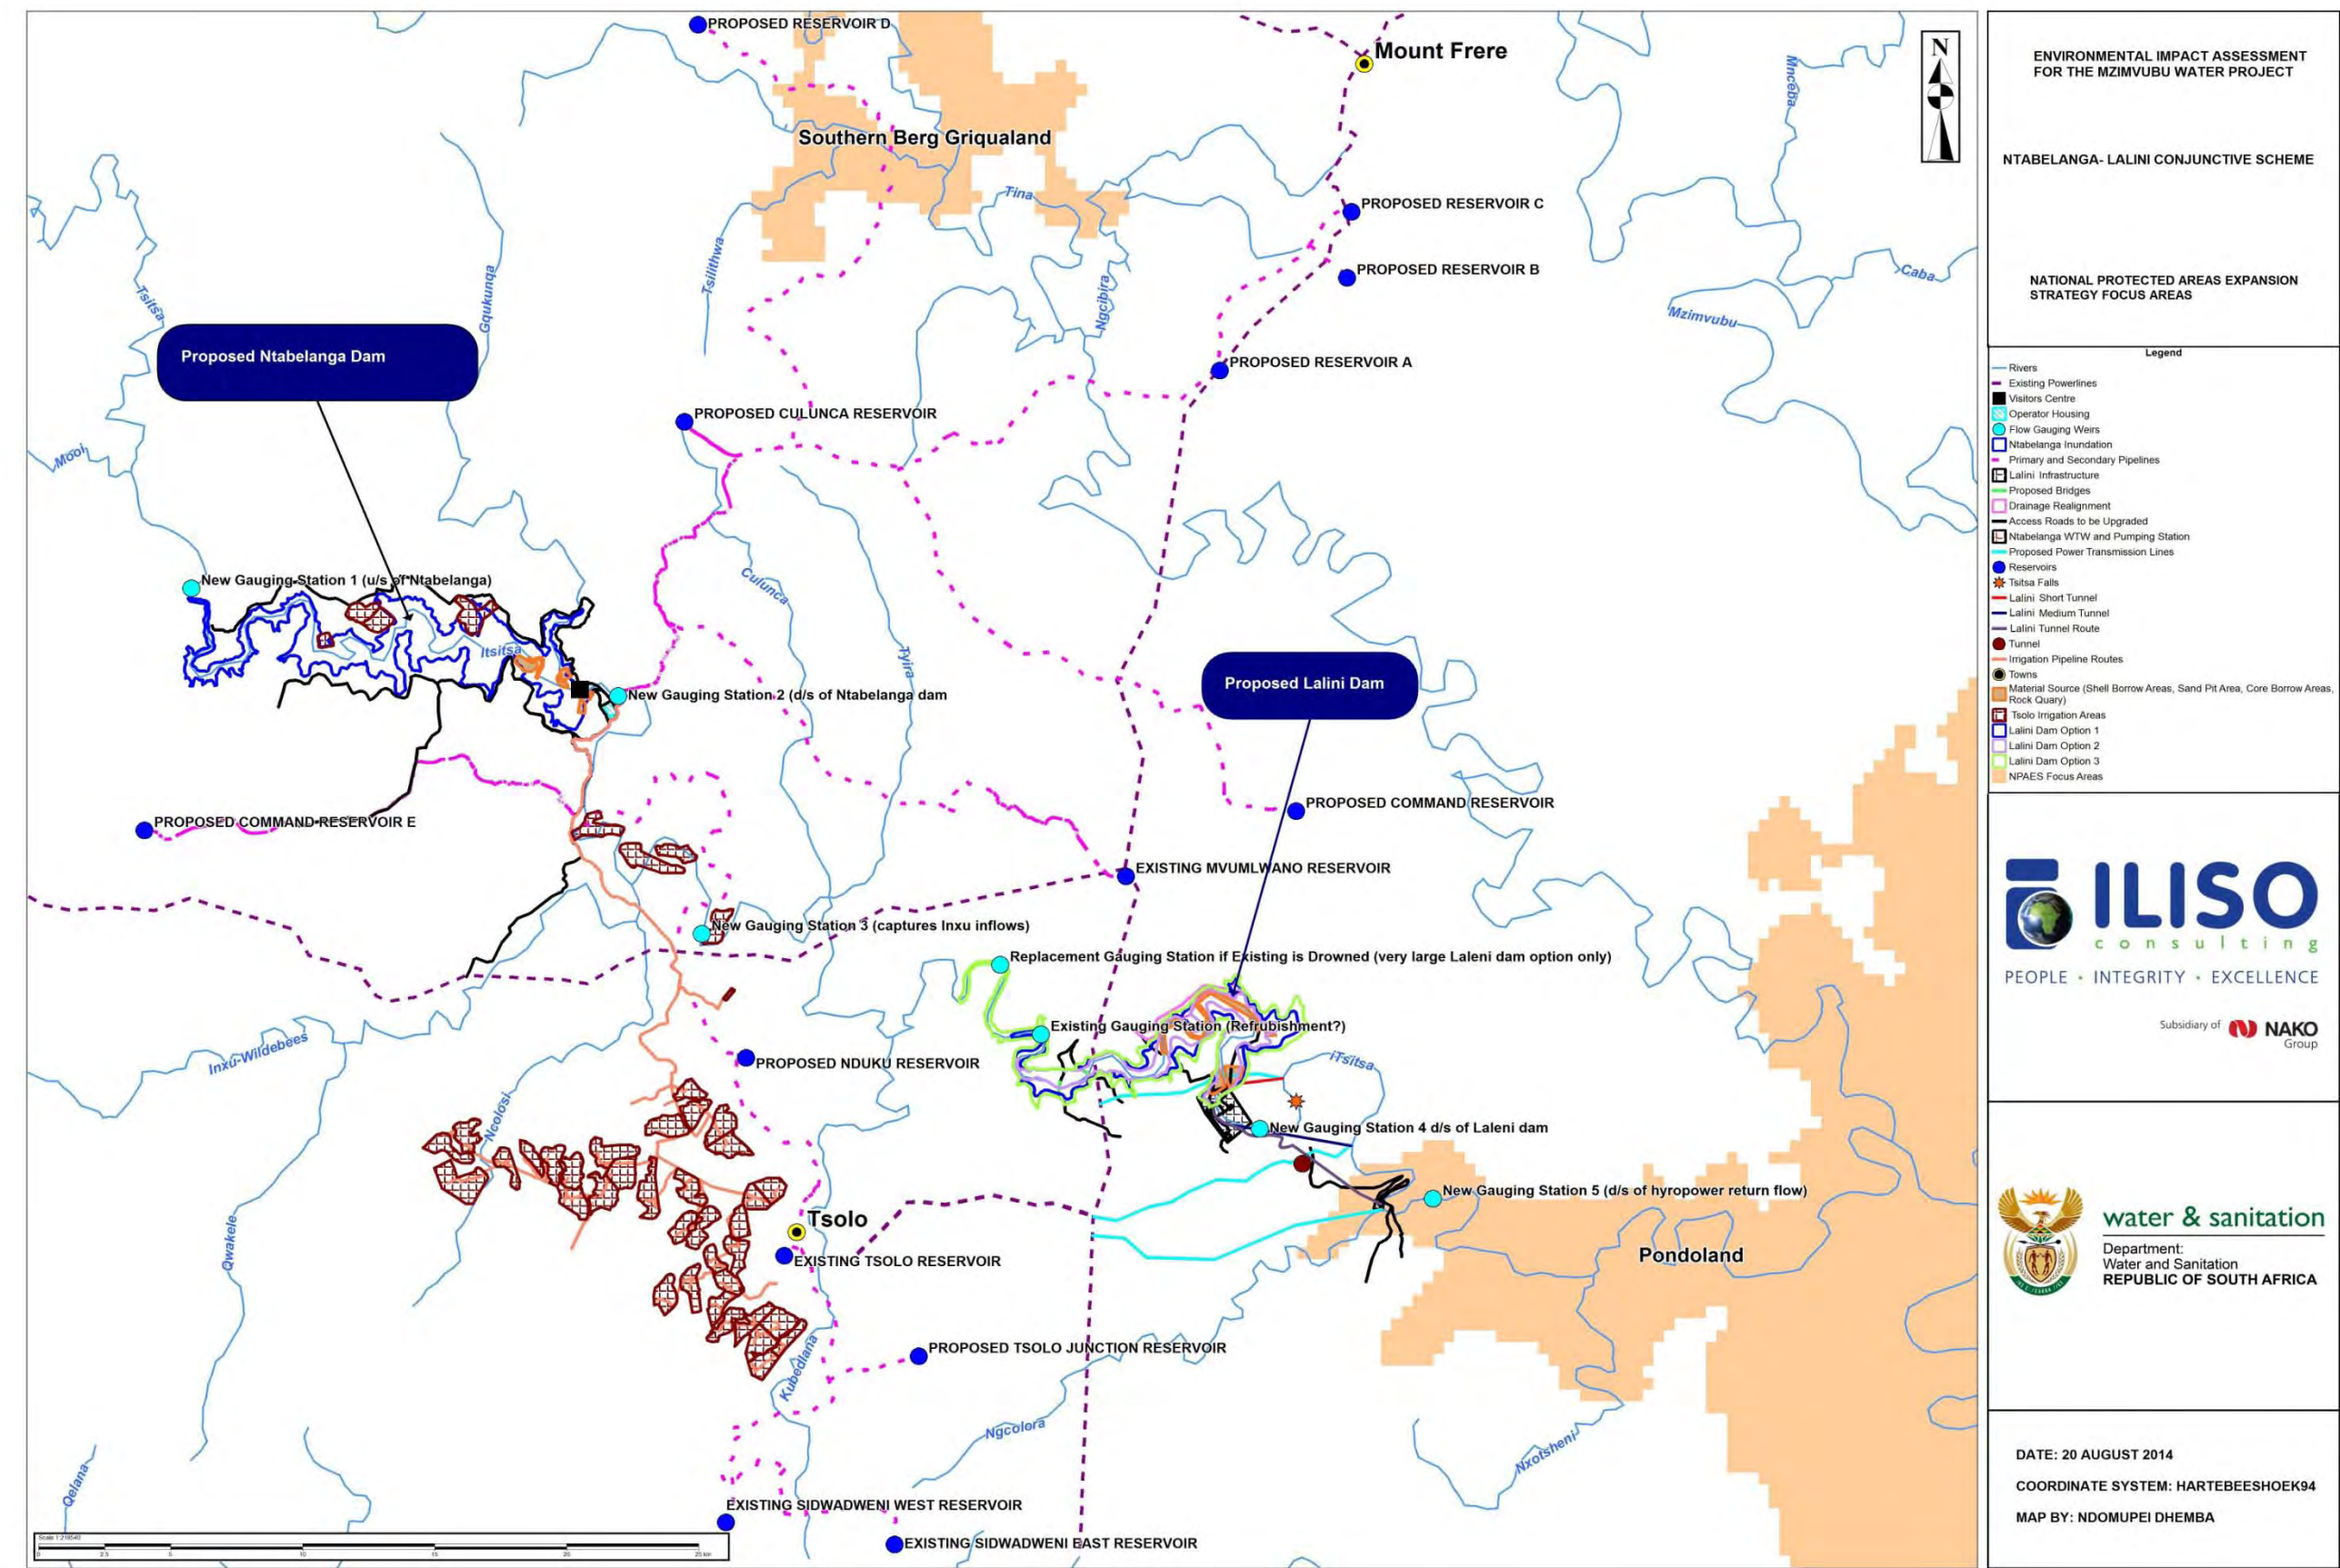 PROPOSED RESERVOIR D
Mount Frere
N
Mnceba
Southern Berg Griqualand
Tina
PROPOSED RESERVOIR C
Tsilithwa
Tsitsa
Gqukunqa
PROPOSED RESERVOIR B
Caba
Ngcibira
Mzimvubu
Proposed Ntabelanga Dam
PROPOSED RESERVOIR A
PROPOSED CULUNCA RESERVOIR
Mooi
New Gauging Station 1 (u/s of Ntabelanga)
Culunca
Itsitsa
Tyira
New Gauging Station 2 (d/s of Ntabelanga dam
Proposed Lalini Dam
PROPOSED COMMAND RESERVOIR
PROPOSED COMMAND RESERVOIR E
EXISTING MVUMLWANO RESERVOIR
New Gauging Station 3 (captures Inxu inflows)
Replacement Gauging Station if Existing is Drowned (very large Laleni dam option only)
Existing Gauging Station (Refrubishment?)
Inxu-Wildebees
PROPOSED NDUKU RESERVOIR
iTsitsa
Ncolosi
New Gauging Station 4 d/s of Laleni dam
New Gauging Station 5 (d/s of hyropower return flow)
Tsolo
Qwakele
EXISTING TSOLO RESERVOIR
Pondoland
PROPOSED TSOLO JUNCTION RESERVOIR
Kubedlana
Ngcolora
Nxotsheni
Qelana
EXISTING SIDWADWENI WEST RESERVOIR
EXISTING SIDWADWENI EAST RESERVOIR
0 2.5 5 10 15 20 25 km
ENVIRONMENTAL IMPACT ASSESSMENT
FOR THE MZIMVUBU WATER PROJECT
NTABELANGA- LALINI CONJUNCTIVE SCHEME
NATIONAL PROTECTED AREAS EXPANSION
STRATEGY FOCUS AREAS
Legend
Rivers
Existing Powerlines
Visitors Centre
Operator Housing
Flow Gauging Weirs
Ntabelanga Inundation
Primary and Secondary Pipelines
Lalini Infrastructure
Proposed Bridges
Drainage Realignment
Access Roads to be Upgraded
Ntabelanga WTW and Pumping Station
Proposed Power Transmission Lines
Reservoirs
Tsitsa Falls
Lalini Short Tunnel
Lalini Medium Tunnel
Lalini Tunnel Route
Tunnel
Irrigation Pipeline Routes
Towns
Material Source (Shell Borrow Areas, Sand Pit Area, Core Borrow Areas,
Rock Quary)
Tsolo Irrigation Areas
Lalini Dam Option 1
Lalini Dam Option 2
Lalini Dam Option 3
NPAES Focus Areas
ILISO
consulting
PEOPLE • INTEGRITY • EXCELLENCE
Subsidiary of NAKO
Group
water & sanitation
Department:
Water and Sanitation
REPUBLIC OF SOUTH AFRICA
DATE: 20 AUGUST 2014
COORDINATE SYSTEM: HARTEBEESHOEK94
MAP BY: NDOMUPEI DHEMBA